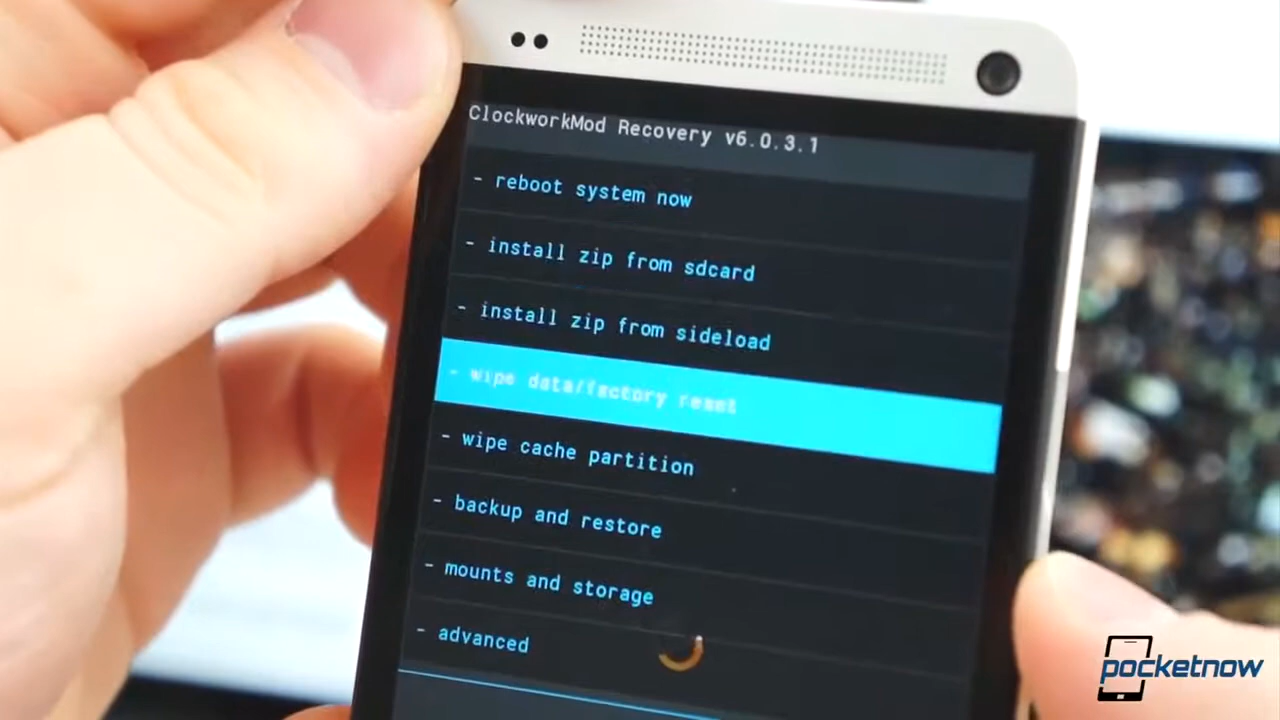 ClockworkMod Recovery v6.0.3.1
- reboot system now
- install zip from sdcard
- install zip from sideload
- wipe data/factory reset
- wipe cache partition
- backup and restore
- mounts and storage
- advanced
pocketnow